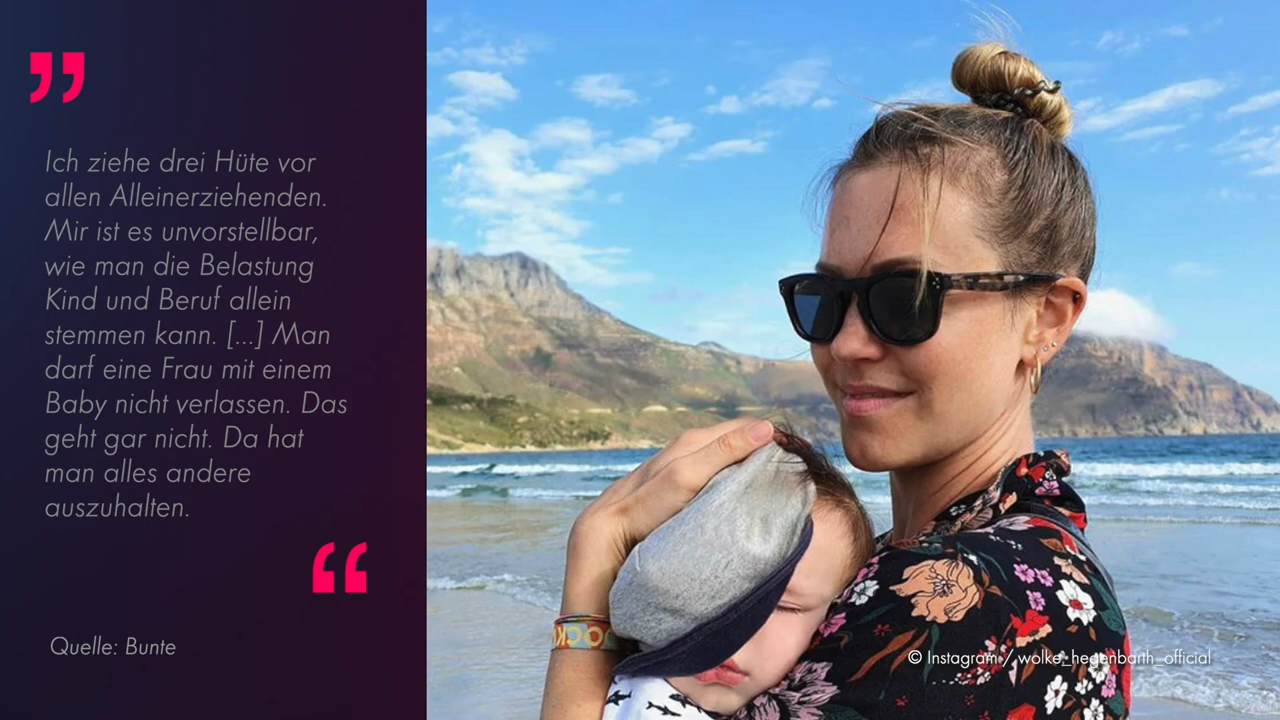 ”
Ich ziehe drei Hüte vor
allen Alleinerziehenden.
Mir ist es unvorstellbar,
wie man die Belastung
Kind und Beruf allein
stemmen kann. [...] Man
darf eine Frau mit einem
Baby nicht verlassen. Das
geht gar nicht. Da hat
man alles andere
auszuhalten.
“
Quelle: Bunte
© Instagram / wolke_hegenbarth_official